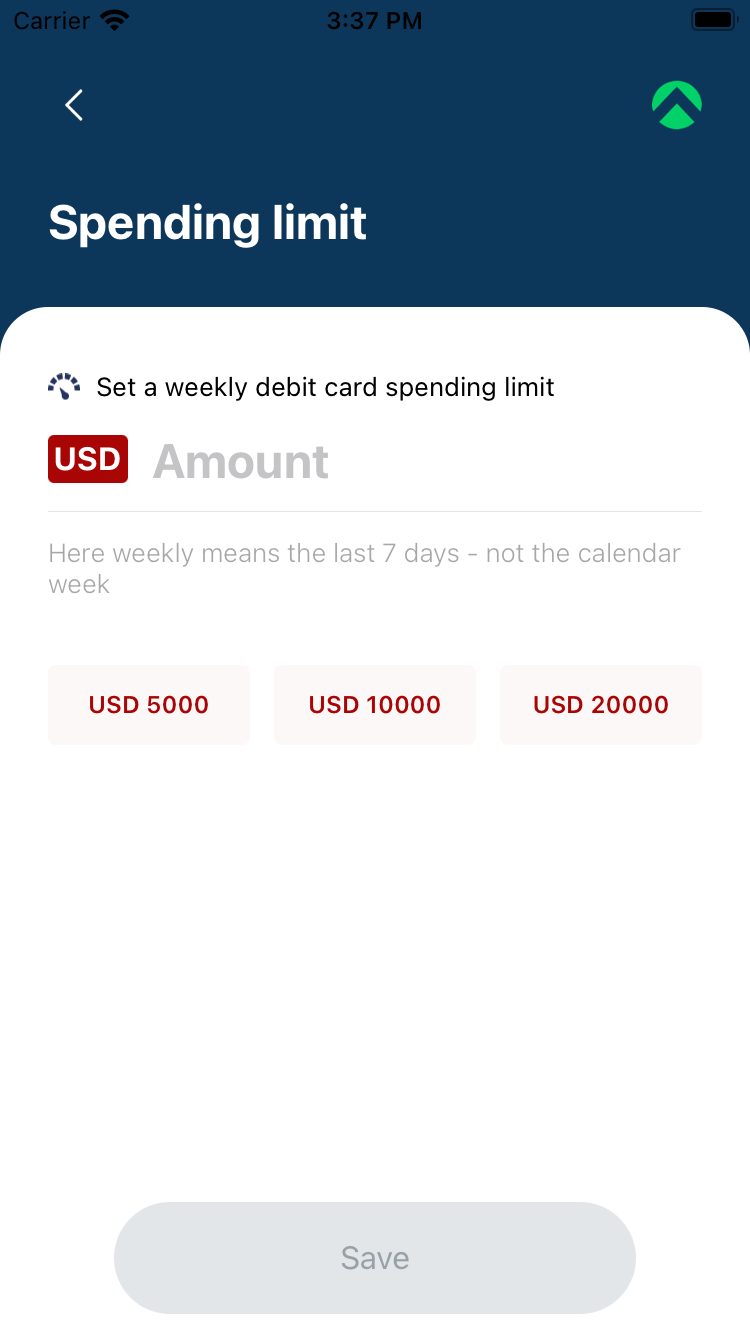 Carrier 3:37 PM
Spending limit
Set a weekly debit card spending limit
USD Amount
Here weekly means the last 7 days - not the calendar
week
USD 5000 USD 10000 USD 20000
Save